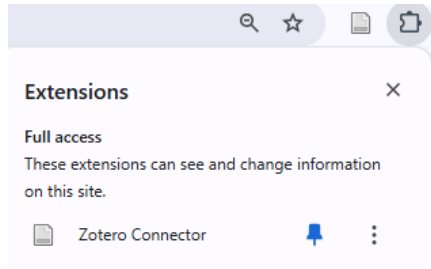 Extensions
Full access
These extensions can see and change information
on this site.
Zotero Connector